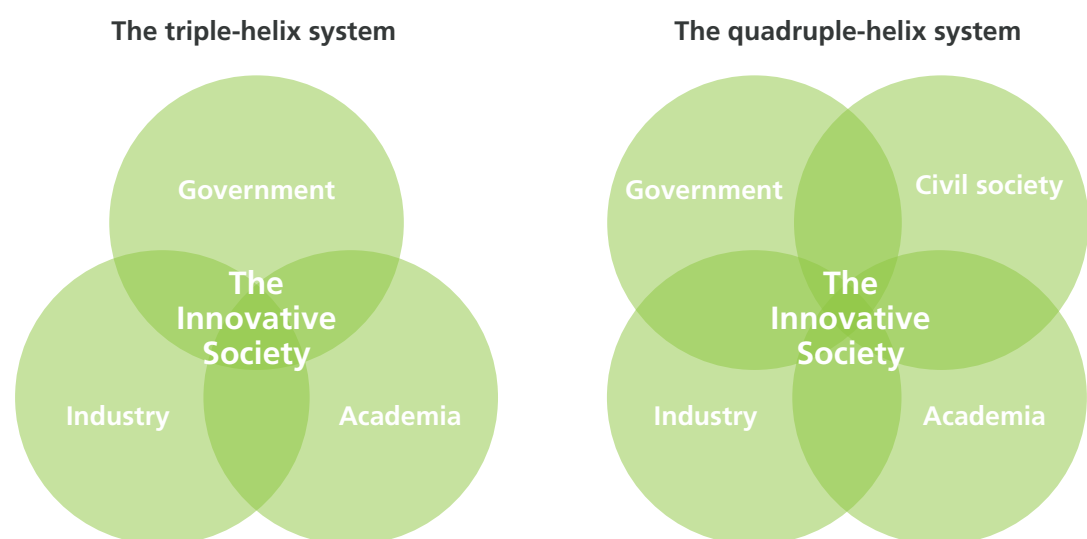 The triple-helix system
Government
The
Innovative
Society
Industry
Academia
The quadruple-helix system
Government
Civil society
The
Innovative
Society
Industry
Academia